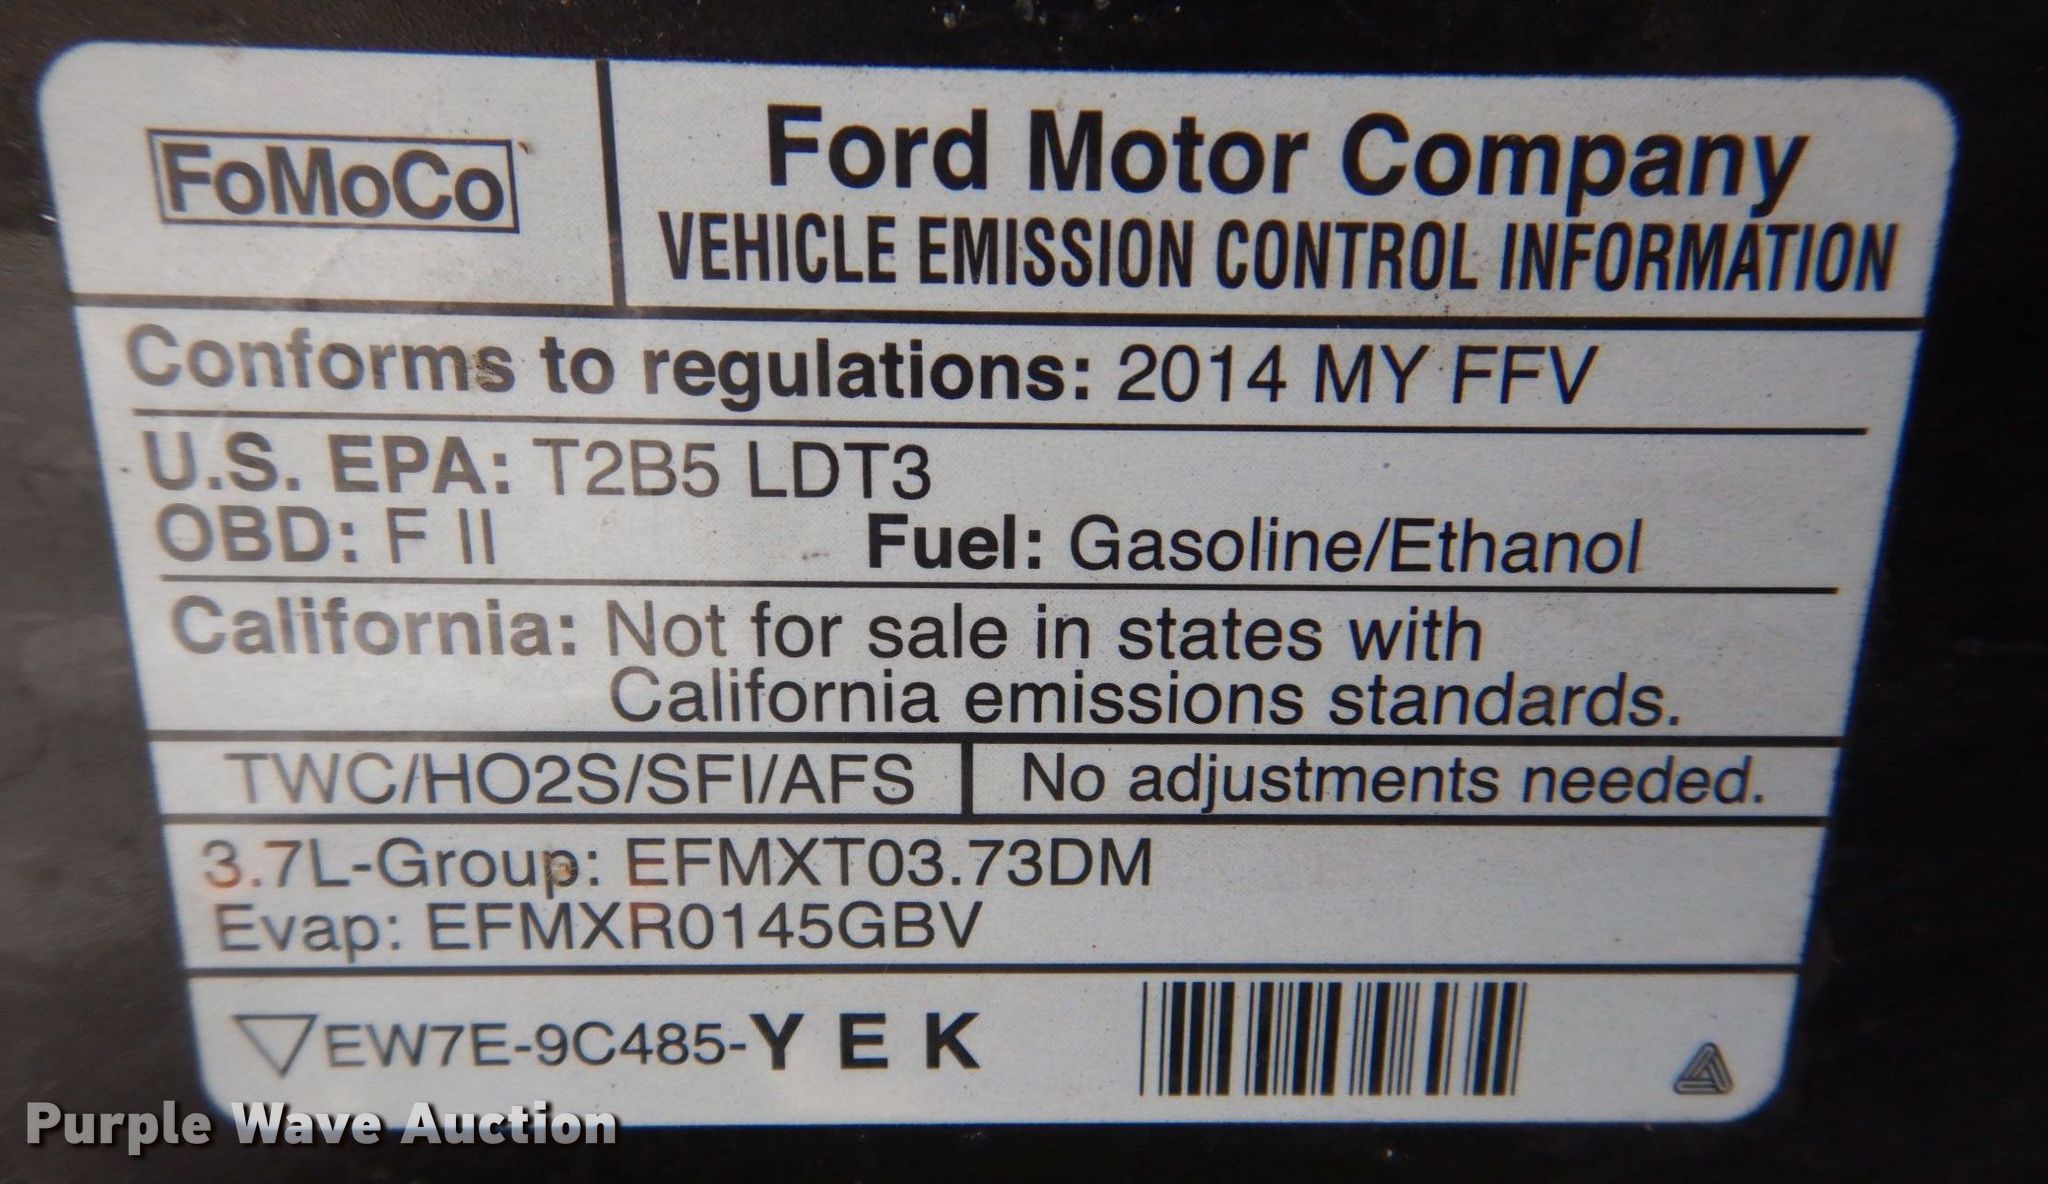 FoMoCo
Ford Motor Company
VEHICLE EMISSION CONTROL INFORMATION
Conforms to regulations: 2014 MY FFV
U.S. EPA: T2B5 LDT3
OBD: F II Fuel: Gasoline/Ethanol
California: Not for sale in states with
California emissions standards.
TWC/HO2S/SFI/AFS No adjustments needed.
3.7L-Group: EFMXT03.73DM
Evap: EFMXR0145GBV
EW7E-9C485-Y E K
Purple Wave Auction